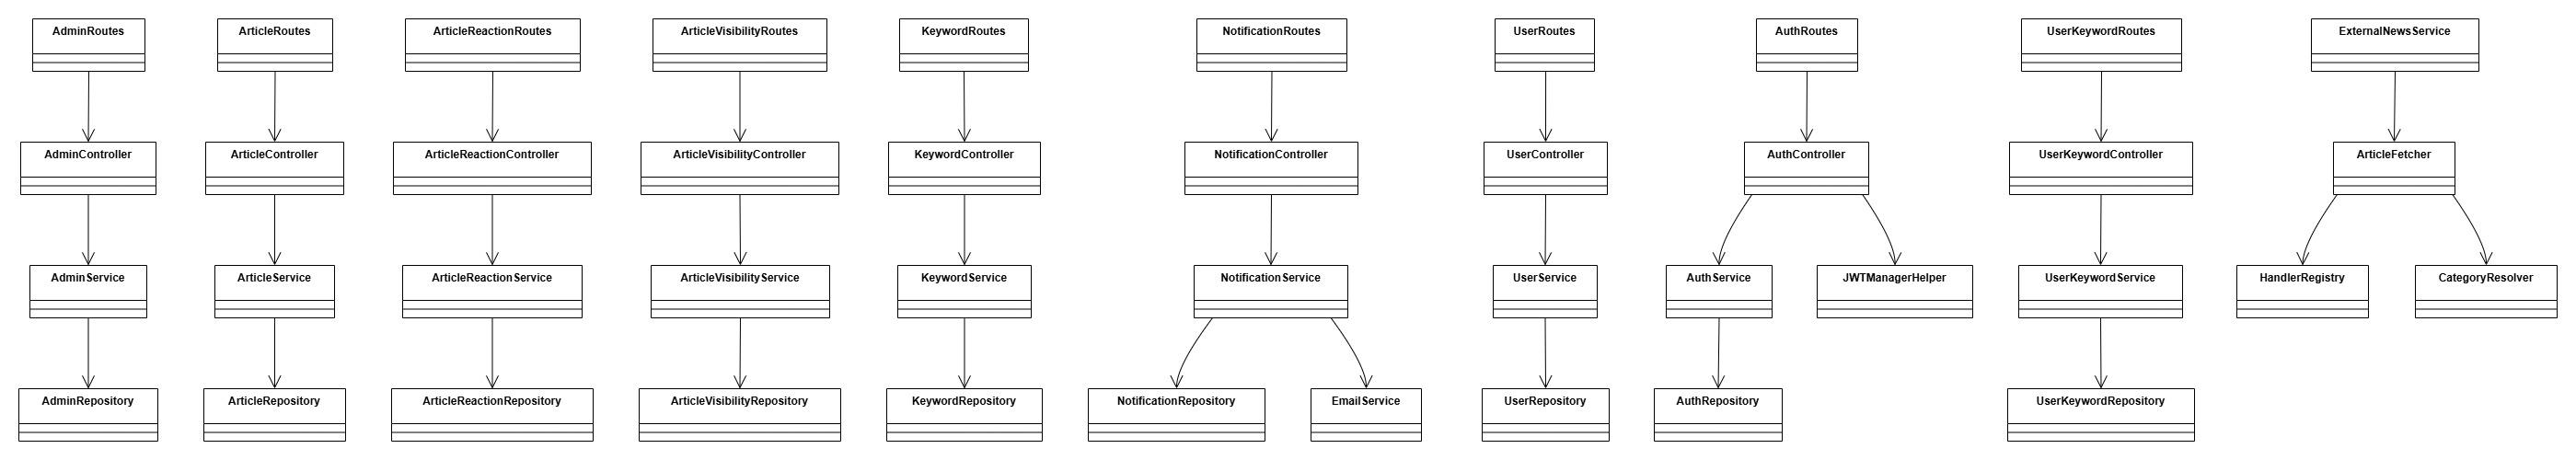 AdminRoutes
ArticleRoutes
ArticleReactionRoutes
ArticleVisibilityRoutes
KeywordRoutes
NotificationRoutes
UserRoutes
AuthRoutes
UserKeywordRoutes
ExternalNewsService
AdminController
ArticleController
ArticleReactionController
ArticleVisibilityController
KeywordController
NotificationController
UserController
AuthController
UserKeywordController
ArticleFetcher
AdminService
ArticleService
ArticleReactionService
ArticleVisibilityService
KeywordService
NotificationService
UserService
AuthService
JWTManagerHelper
UserKeywordService
HandlerRegistry
CategoryResolver
AdminRepository
ArticleRepository
ArticleReactionRepository
ArticleVisibilityRepository
KeywordRepository
NotificationRepository
EmailService
UserRepository
AuthRepository
UserKeywordRepository